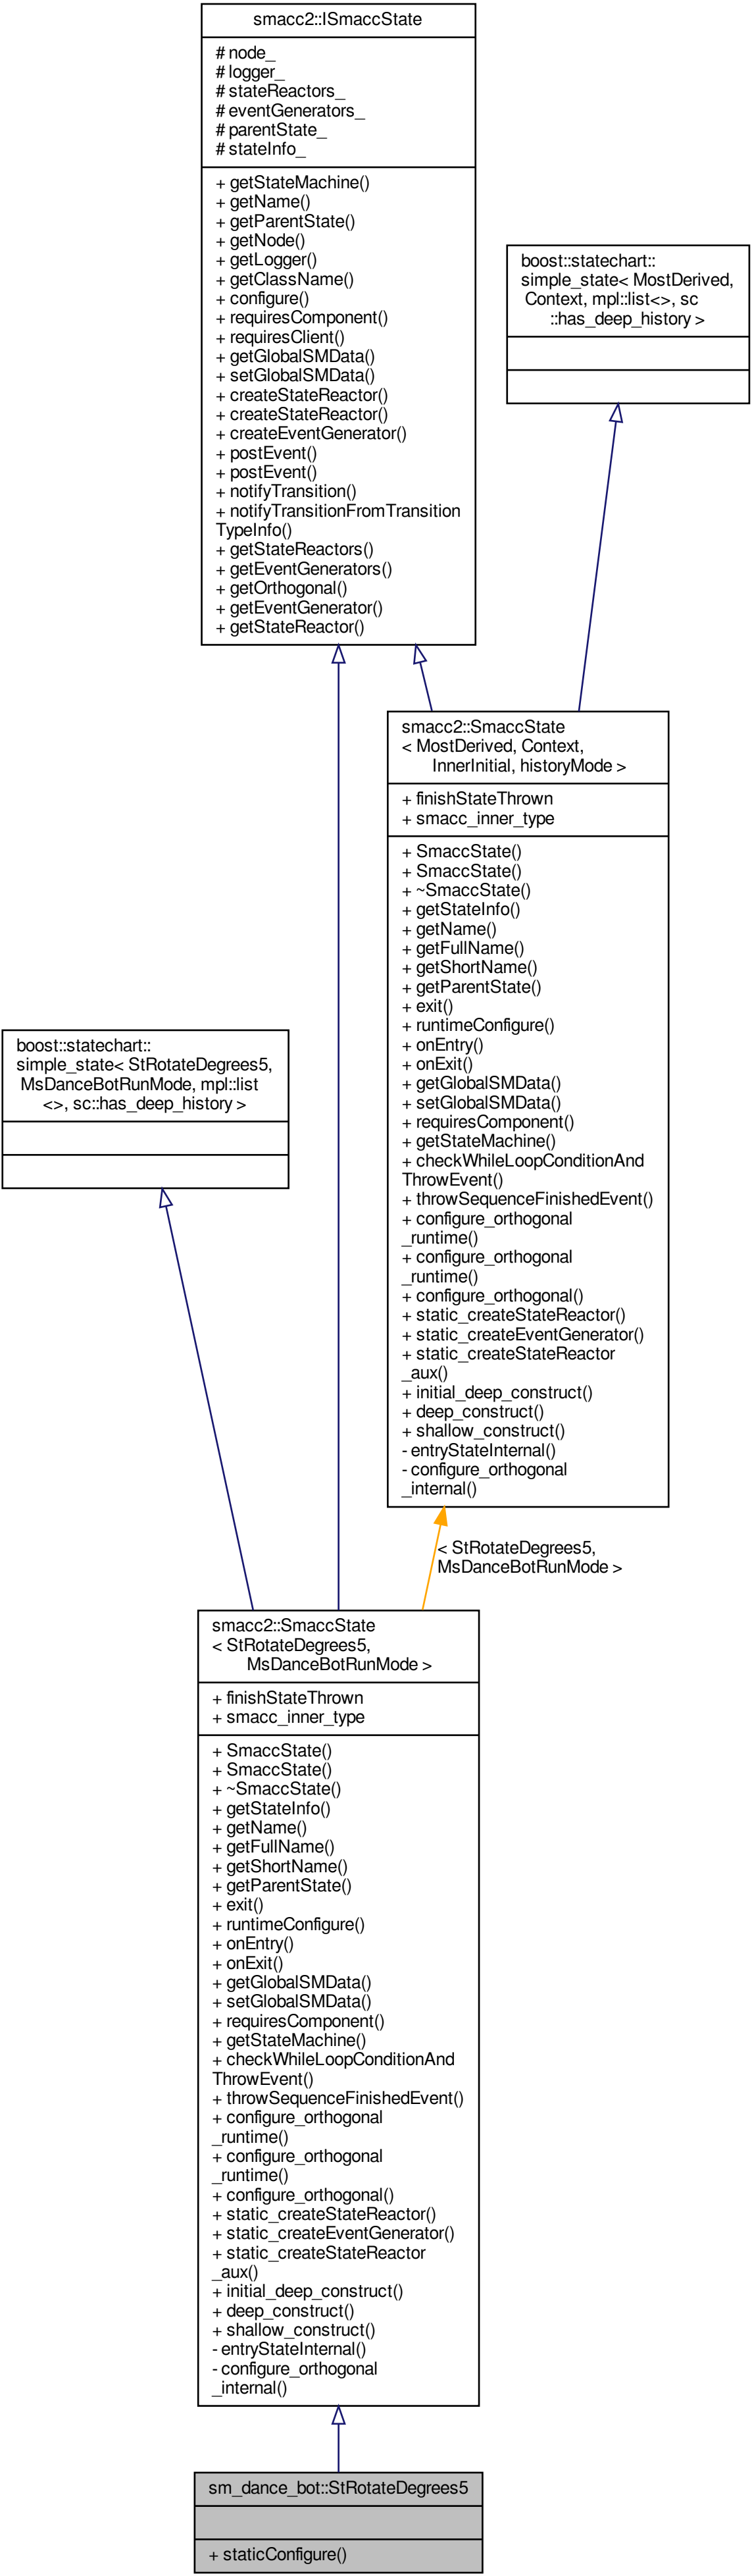 smacc2::ISmaccState
# node_
# logger_
# stateReactors_
# eventGenerators_
# parentState_
# stateInfo_
+ getStateMachine()
+ getName()
+ getParentState()
+ getNode()
+ getLogger()
+ getClassName()
+ configure()
+ requiresComponent()
+ requiresClient()
+ getGlobalSMData()
+ setGlobalSMData()
+ createStateReactor()
+ createStateReactor()
+ createEventGenerator()
+ postEvent()
+ postEvent()
+ notifyTransition()
+ notifyTransitionFromTransition
TypeInfo()
+ getStateReactors()
+ getEventGenerators()
+ getOrthogonal()
+ getEventGenerator()
+ getStateReactor()
boost::statechart::
simple_state< MostDerived,
Context, mpl::list<>, sc
::has_deep_history >
smacc2::SmaccState
< MostDerived, Context,
InnerInitial, historyMode >
+ finishStateThrown
+ smacc_inner_type
+ SmaccState()
+ SmaccState()
+ ~SmaccState()
+ getStateInfo()
+ getName()
+ getFullName()
+ getShortName()
+ getParentState()
+ exit()
+ runtimeConfigure()
+ onEntry()
+ onExit()
+ getGlobalSMData()
+ setGlobalSMData()
+ requiresComponent()
+ getStateMachine()
+ checkWhileLoopConditionAnd
ThrowEvent()
+ throwSequenceFinishedEvent()
+ configure_orthogonal
_runtime()
+ configure_orthogonal
_runtime()
+ configure_orthogonal()
+ static_createStateReactor()
+ static_createEventGenerator()
+ static_createStateReactor
_aux()
+ initial_deep_construct()
+ deep_construct()
+ shallow_construct()
- entryStateInternal()
- configure_orthogonal
_internal()
boost::statechart::
simple_state< StRotateDegrees5,
MsDanceBotRunMode, mpl::list
<>, sc::has_deep_history >
< StRotateDegrees5,
MsDanceBotRunMode >
smacc2::SmaccState
< StRotateDegrees5,
MsDanceBotRunMode >
+ finishStateThrown
+ smacc_inner_type
+ SmaccState()
+ SmaccState()
+ ~SmaccState()
+ getStateInfo()
+ getName()
+ getFullName()
+ getShortName()
+ getParentState()
+ exit()
+ runtimeConfigure()
+ onEntry()
+ onExit()
+ getGlobalSMData()
+ setGlobalSMData()
+ requiresComponent()
+ getStateMachine()
+ checkWhileLoopConditionAnd
ThrowEvent()
+ throwSequenceFinishedEvent()
+ configure_orthogonal
_runtime()
+ configure_orthogonal
_runtime()
+ configure_orthogonal()
+ static_createStateReactor()
+ static_createEventGenerator()
+ static_createStateReactor
_aux()
+ initial_deep_construct()
+ deep_construct()
+ shallow_construct()
- entryStateInternal()
- configure_orthogonal
_internal()
sm_dance_bot::StRotateDegrees5
+ staticConfigure()